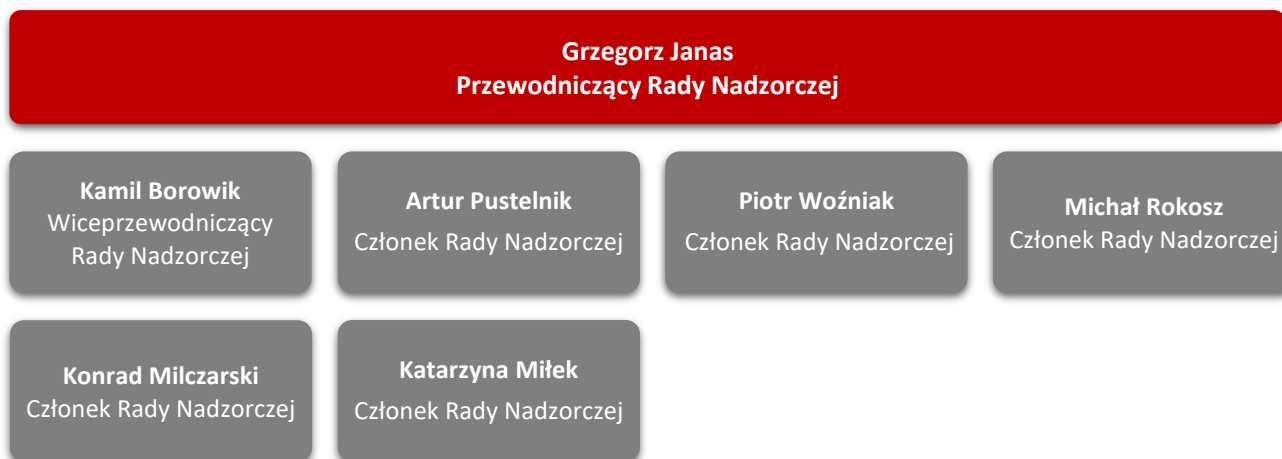 Grzegorz Janas
Przewodniczący Rady Nadzorczej
Kamil Borowik
Wiceprzewodniczący
Rady Nadzorczej
Artur Pustelnik
Członek Rady Nadzorczej
Piotr Woźniak
Członek Rady Nadzorczej
Michał Rokosz
Członek Rady Nadzorczej
Konrad Milczarski
Członek Rady Nadzorczej
Katarzyna Miłek
Członek Rady Nadzorczej